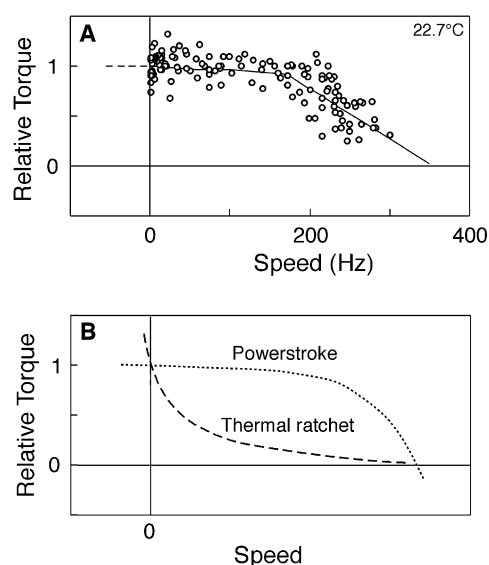 A
22.7°C
Relative Torque
1
0
0
200
400
Speed (Hz)
B
Relative Torque
1
0
Powerstroke
Thermal ratchet
0
Speed